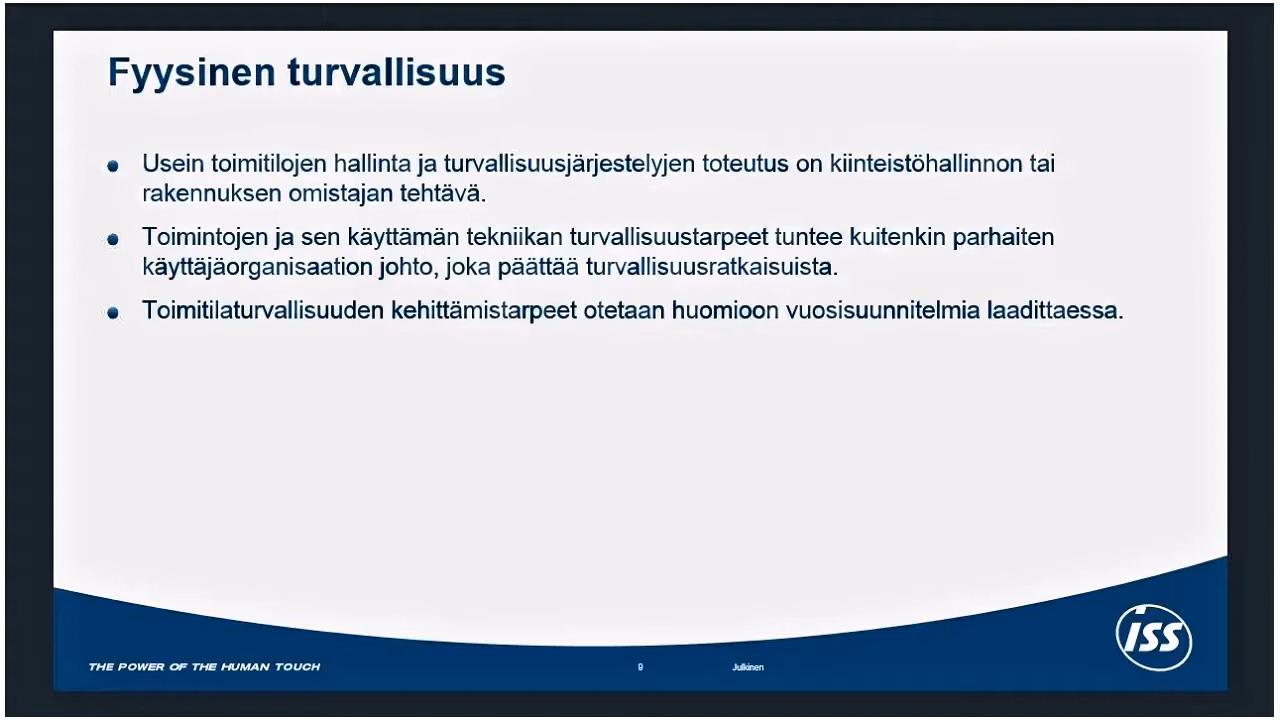 Fyysinen turvallisuus
Usein toimitilojen hallinta ja turvallisuusjärjestelyjen toteutus on kiinteistöhallinnon tai
rakennuksen omistajan tehtävä.
Toimintojen ja sen käyttämän tekniikan turvallisuustarpeet tuntee kuitenkin parhaiten
käyttäjäorganisaation johto, joka päättää turvallisuusratkaisuista.
Toimitilaturvallisuuden kehittämistarpeet otetaan huomioon vuosisuunnitelmia laadittaessa.
THE POWER OF THE HUMAN TOUCH
9
Julkinen
ISS